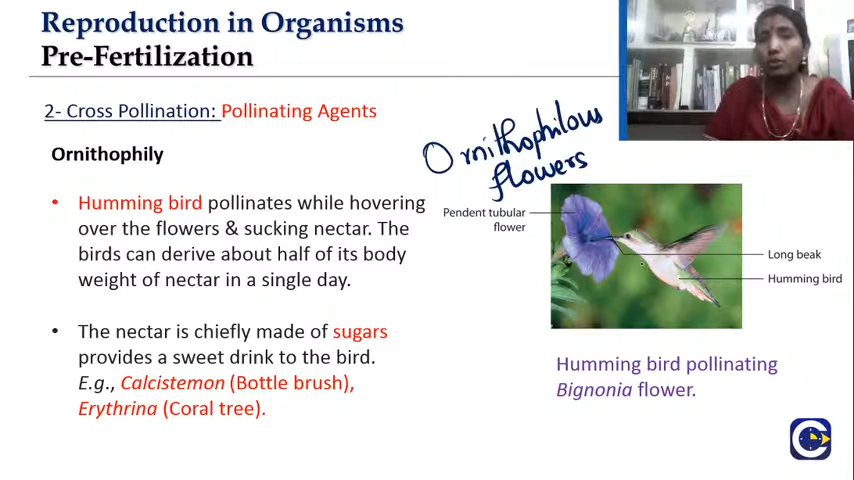 Reproduction in Organisms
Pre-Fertilization
2- Cross Pollination: Pollinating Agents
Ornithophily
Ornithophilous
flowers
• Humming bird pollinates while hovering
over the flowers & sucking nectar. The
birds can derive about half of its body
weight of nectar in a single day.
• The nectar is chiefly made of sugars
provides a sweet drink to the bird.
E.g., Calcistemon (Bottle brush),
Erythrina (Coral tree).
Pendent tubular
flower
Long beak
Humming bird
Humming bird pollinating
Bignonia flower.